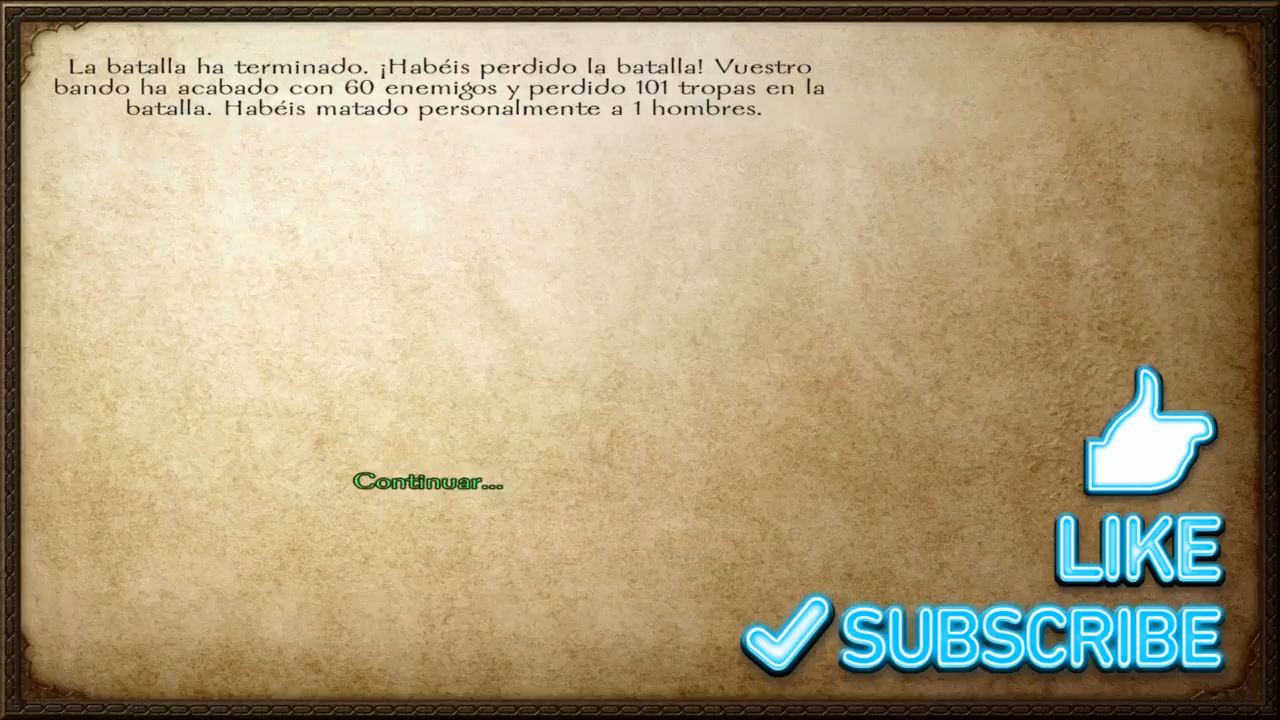 La batalla ha terminado. ¡Habéis perdido la batalla! Vuestro
bando ha acabado con 60 enemigos y perdido 101 tropas en la
batalla. Habéis matado personalmente a 1 hombres.
Continuar...
LIKE
SUBSCRIBE